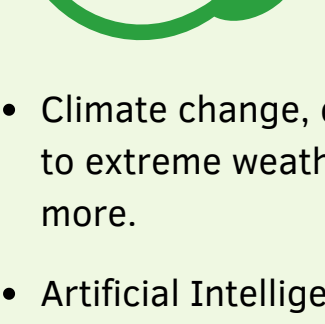 • Climate change,
to extreme
more.
• Artificial